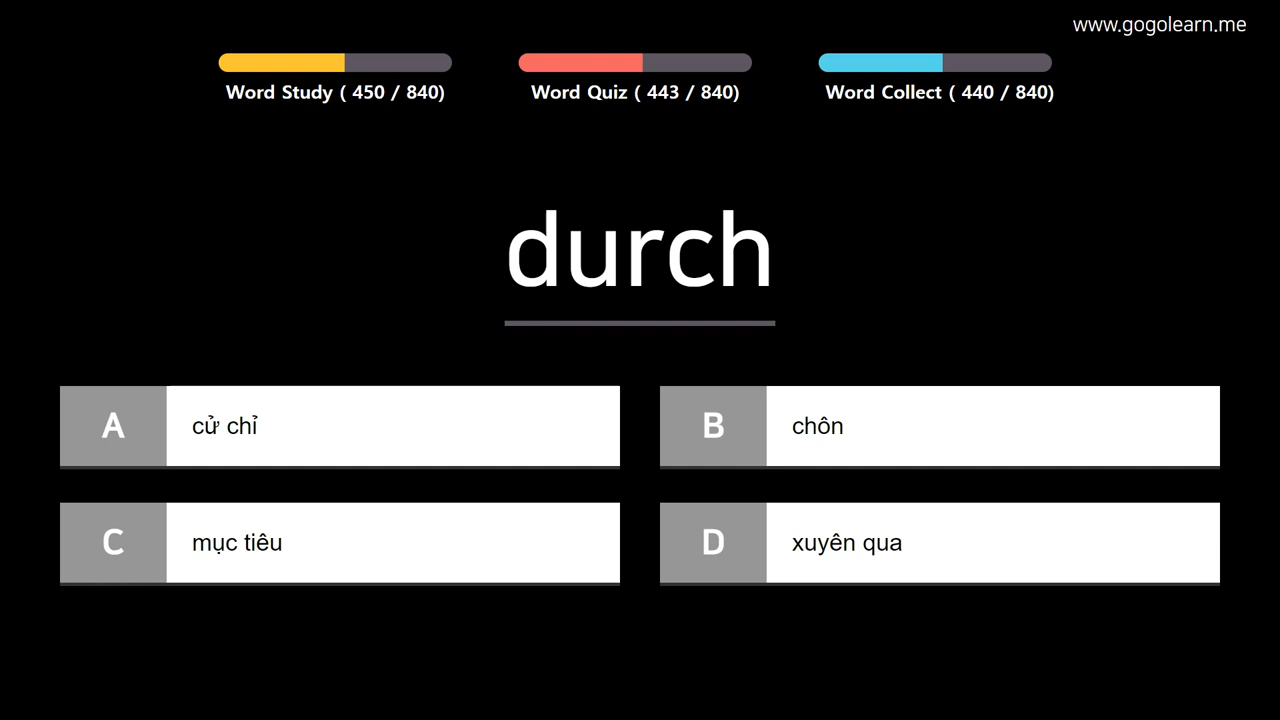 www.gogolearn.me
Word Study ( 450 / 840)
Word Quiz ( 443 / 840)
Word Collect ( 440 / 840)
durch
A
cử chỉ
B
chôn
C
mục tiêu
D
xuyên qua